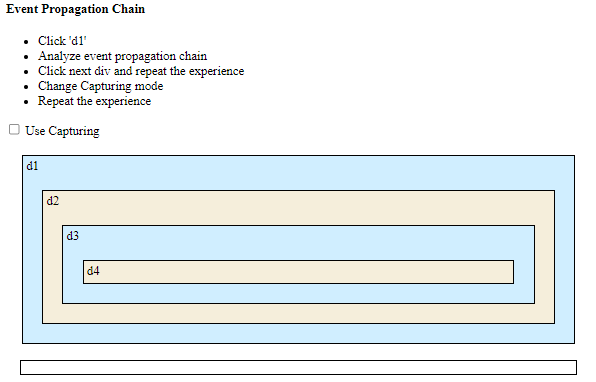 Event Propagation Chain
Click 'd1'
Analyze event propagation chain
Click next div and repeat the experience
Change Capturing mode
Repeat the experience
Use Capturing
d1
d2
d3
d4